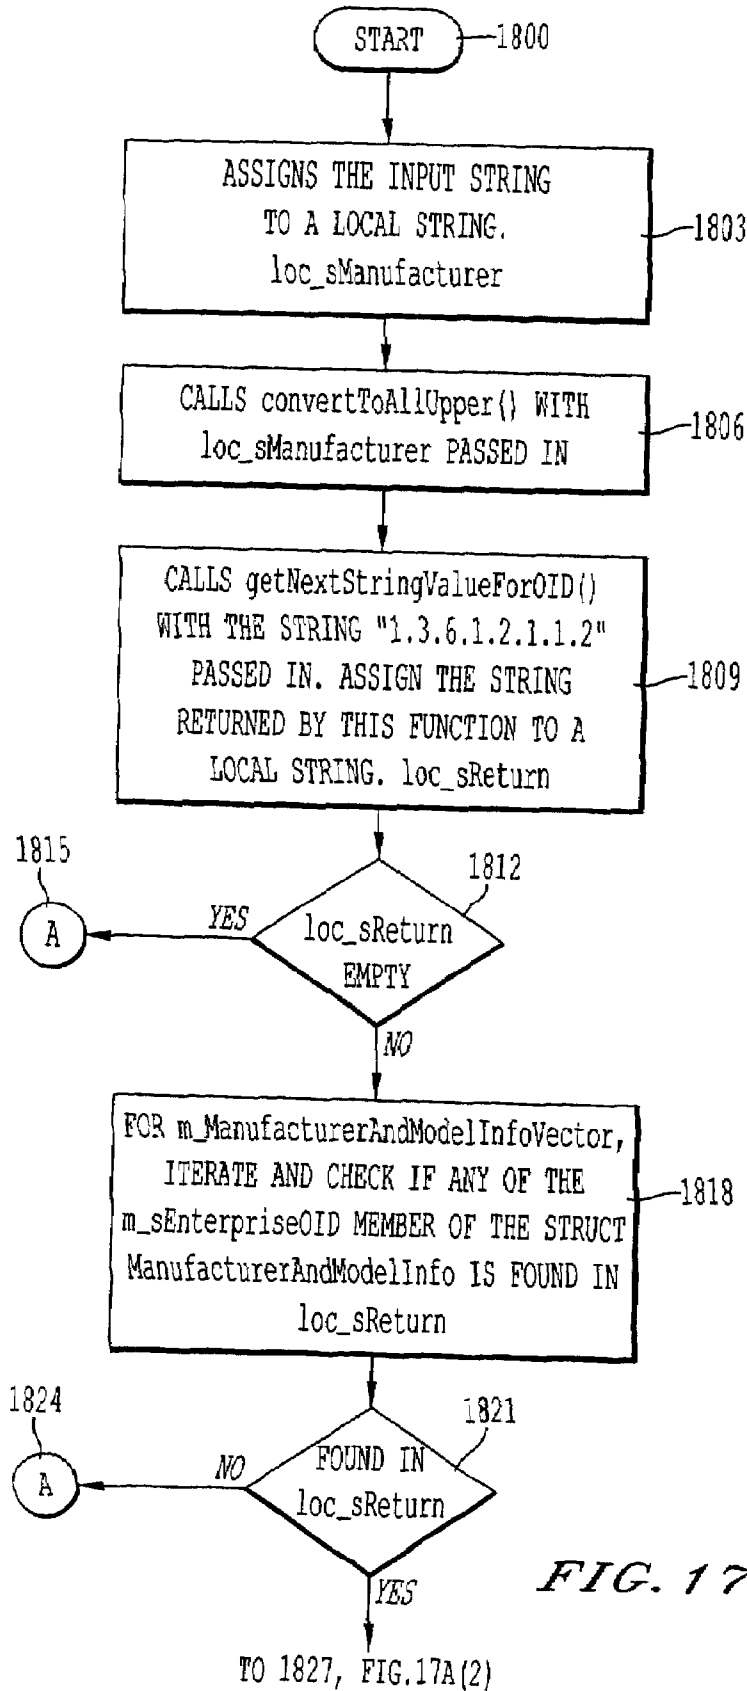 START
1800
ASSIGNS THE INPUT STRING
TO A LOCAL STRING.
loc_sManufacturer
1803
CALLS convertToAllUpper() WITH
loc_sManufacturer PASSED IN
1806
CALLS getNextStringValueForOID()
WITH THE STRING "1.3.6.1.2.1.1.2"
PASSED IN. ASSIGN THE STRING
RETURNED BY THIS FUNCTION TO A
LOCAL STRING. loc_sReturn
1809
1815
A
YES
1812
loc_sReturn
EMPTY
NO
FOR m_ManufacturerAndModelInfoVector,
ITERATE AND CHECK IF ANY OF THE
m_sEnterpriseOID MEMBER OF THE STRUCT
ManufacturerAndModelInfo IS FOUND IN
loc_sReturn
1818
1824
A
NO
1821
FOUND IN
loc_sReturn
YES
FIG. 17
TO 1827, FIG.17A(2)